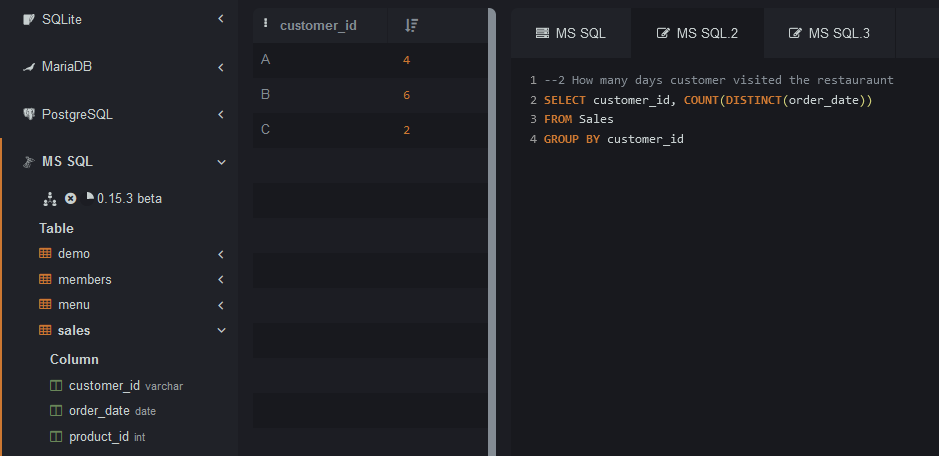 SQLite
MariaDB
PostgreSQL
MS SQL
0.15.3 beta
Table
demo
members
menu
sales
Column
customer_id varchar
order_date date
product_id int
customer_id
A 4
B 6
C 2
MS SQL MS SQL.2 MS SQL.3
1 --2 How many days customer visited the restauraunt
2 SELECT customer_id, COUNT(DISTINCT(order_date))
3 FROM Sales
4 GROUP BY customer_id